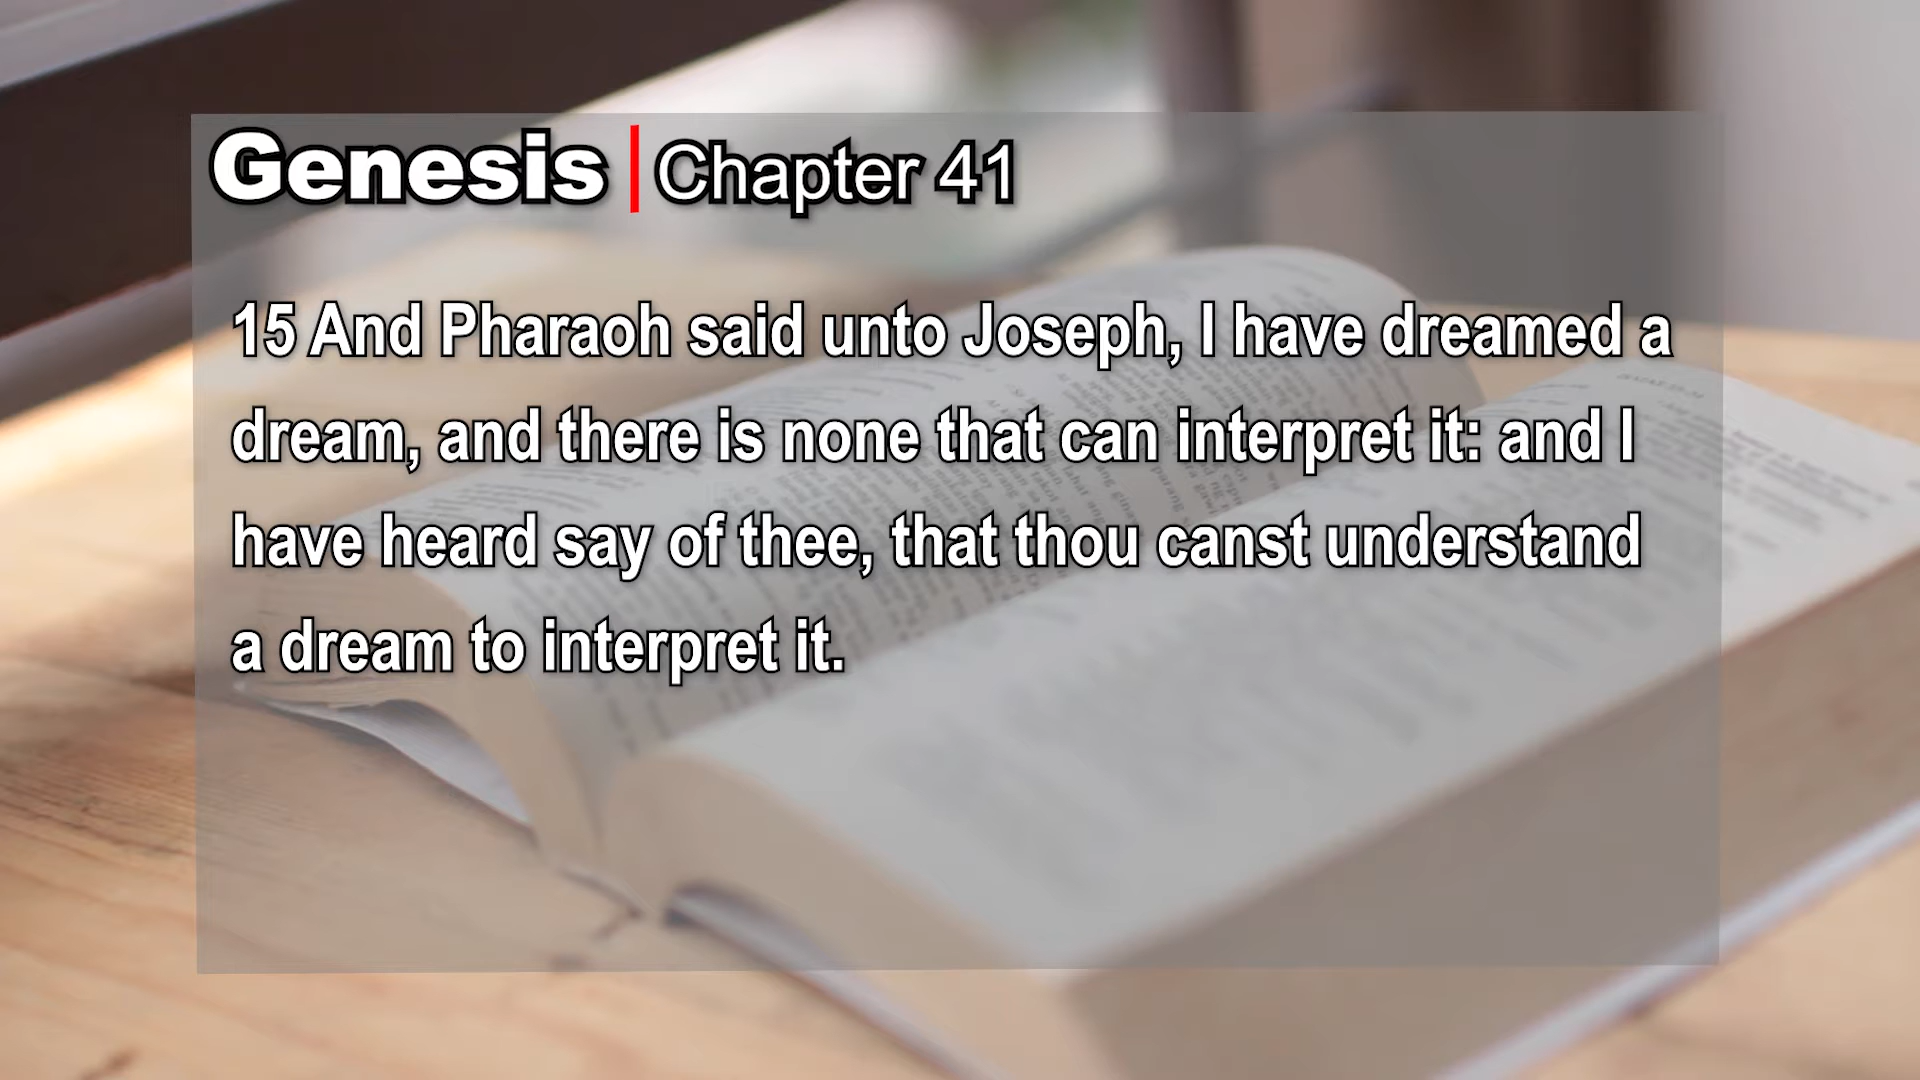 Genesis | Chapter 41
15 And Pharaoh said unto Joseph, I have dreamed a
dream, and there is none that can interpret it: and I
have heard say of thee, that thou canst understand
a dream to interpret it.